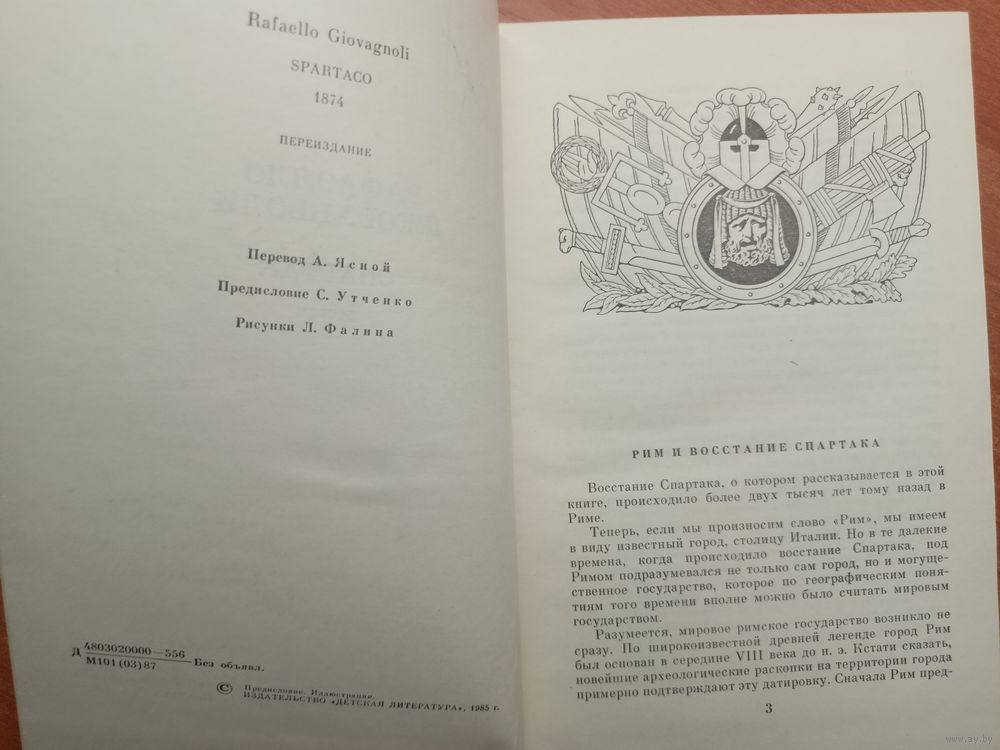 Rafaello Giovagnoli
SPARTACO
1874
ПЕРЕИЗДАНИЕ
Перевод А. Ясной
Предисловие С. Утченко
Рисунки Л. Фалина
Д 4803020000—556
М101(03)87
Без объявл.
© Предисловие. Иллюстрации.
ИЗДАТЕЛЬСТВО «ДЕТСКАЯ ЛИТЕРАТУРА», 1985 г.
РИМ И ВОССТАНИЕ СПАРТАКА
Восстание Спартака, о котором рассказывается в этой
книге, происходило более двух тысяч лет тому назад в
Риме.
Теперь, если мы произносим слово «Рим», мы имеем
в виду известный город, столицу Италии. Но в те далекие
времена, когда происходило восстание Спартака, под
Римом подразумевался не только сам город, но и могуще-
ственное государство, которое по географическим поня-
тиям того времени вполне можно было считать мировым
государством.
Разумеется, мировое римское государство возникло не
сразу. По широкоизвестной древней легенде город Рим
был основан в середине VIII века до н. э. Кстати сказать,
новейшие археологические раскопки на территории города
примерно подтверждают эту датировку. Сначала Рим пред-
3
www.ay.by